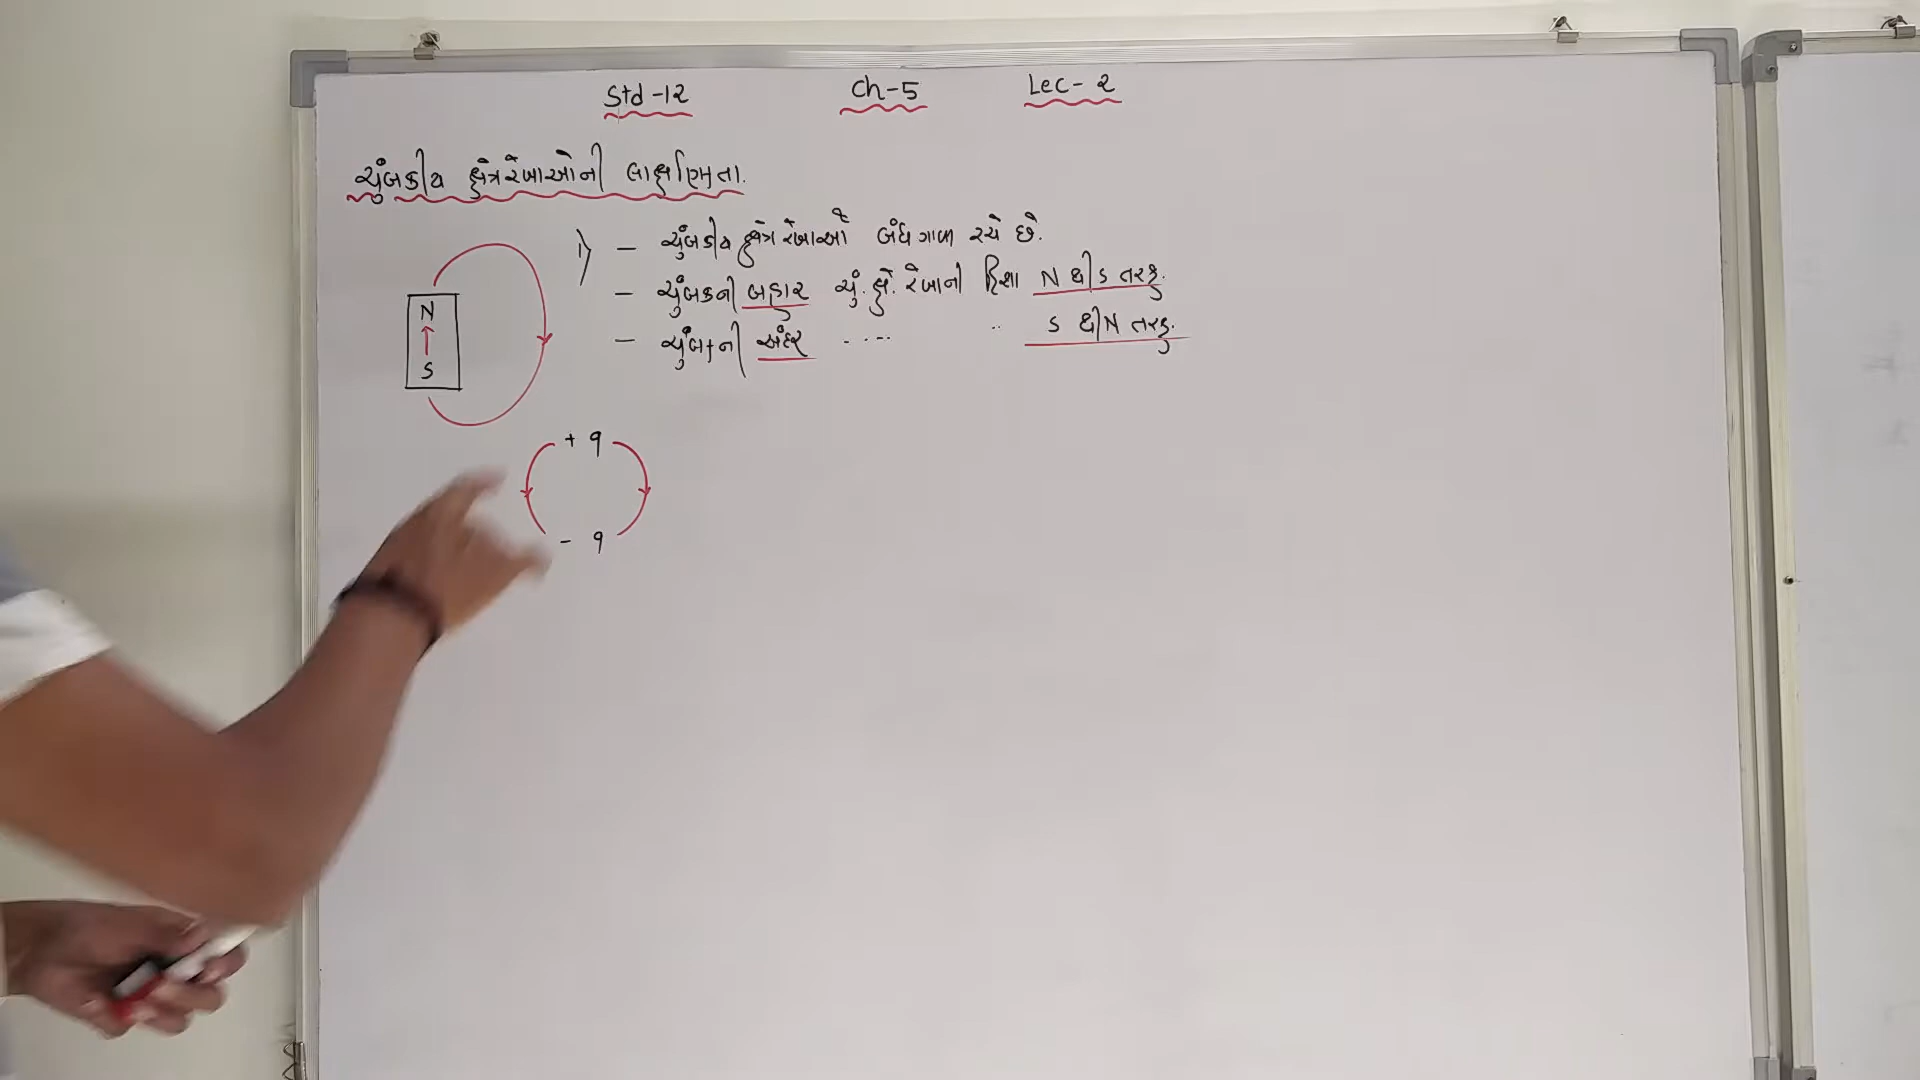 Std-12 Ch-5 Lec-2
ચુંબકીય ક્ષેત્રરેખાઓની લાક્ષણિકતા.
1) - ચુંબકીય ક્ષેત્ર રેખાઓ બંધ ગાળા રચે છે.
- ચુંબકની બહાર ચું. ક્ષે. રેખાની દિશા N થી S તરફ.
- ચુંબકની અંદર ---- .. S થી N તરફ.
N
S
+ q
- q